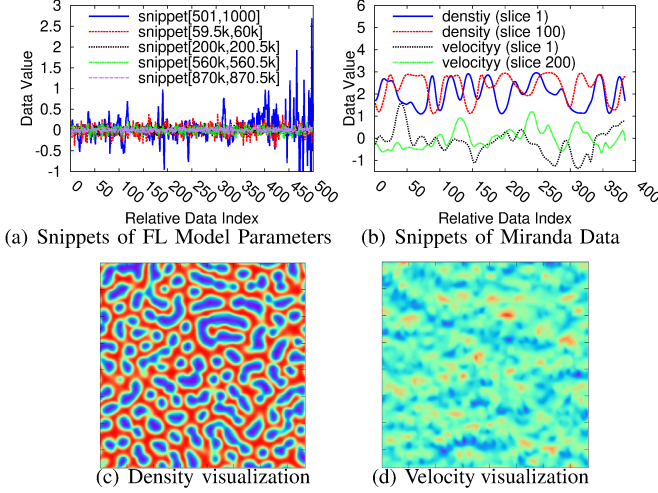 3
2.5
2
1.5
1
0.5
0
-0.5
-1
Data Value
snippet[501,1000]
snippet[59.5k,60k]
snippet[200k,200.5k]
snippet[560k,560.5k]
snippet[870k,870.5k]
0 50 100 150 200 250 300 350 400 450 500
Relative Data Index
(a) Snippets of FL Model Parameters
6
5
4
3
2
1
0
-1
Data Value
denstiy (slice 1)
density (slice 100)
velocityy (slice 1)
velocityy (slice 200)
0 50 100 150 200 250 300 350 400
Relative Data Index
(b) Snippets of Miranda Data
(c) Density visualization
(d) Velocity visualization